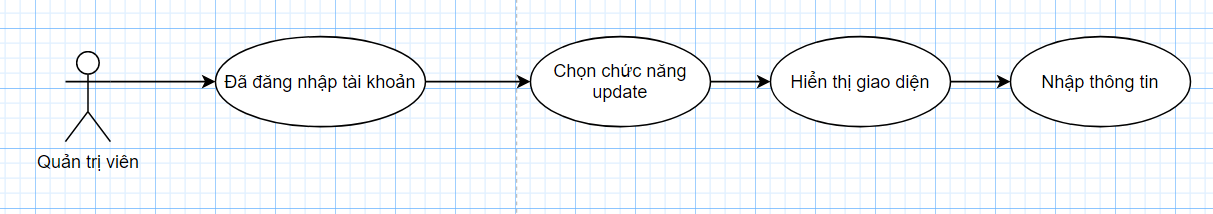 Đã đăng nhập tài khoản
Chọn chức năng
update
Hiển thị giao diện
Nhập thông tin
Quản trị viên